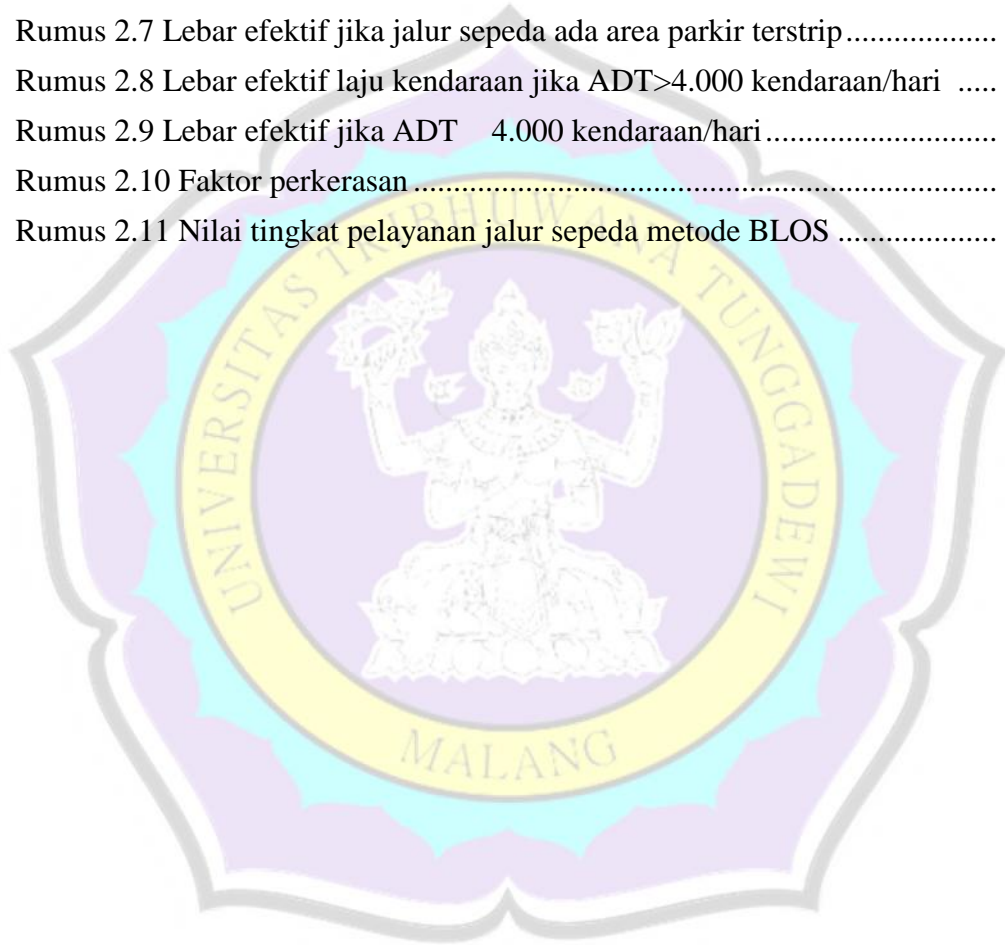 Rumus 2.7 Lebar efektif jika jalur sepeda ada area parkir terstrip...................
Rumus 2.8 Lebar efektif laju kendaraan jika ADT>4.000 kendaraan/hari .....
Rumus 2.9 Lebar efektif jika ADT 4.000 kendaraan/hari.............................
Rumus 2.10 Faktor perkerasan..........................................................................
Rumus 2.11 Nilai tingkat pelayanan jalur sepeda metode BLOS ....................
UNIVERSITAS TRIBHUWANA TUNGGADEWI
MALANG